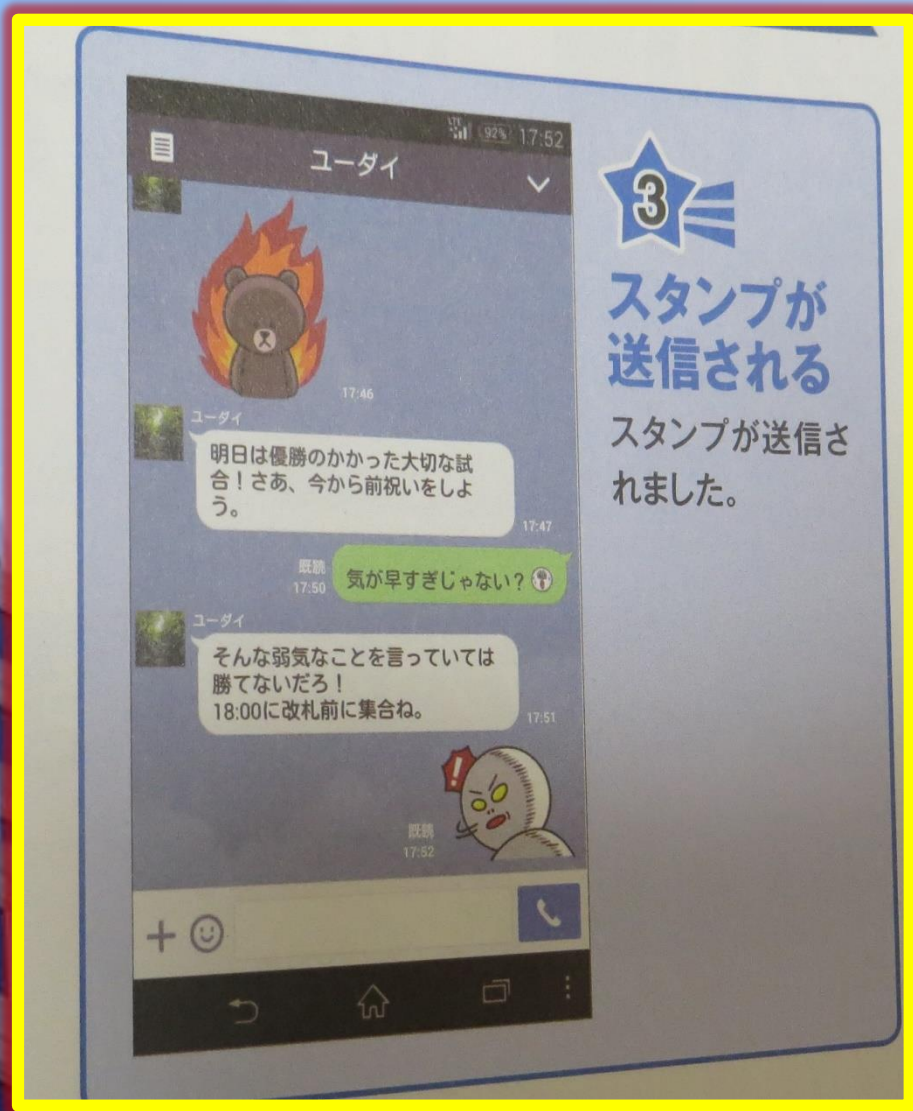 LTE 92% 17:52
ユーダイ
17:46
ユーダイ
明日は優勝のかかった大切な試
合！さあ、今から前祝いをしよ
う。
17:47
既読
17:50
気が早すぎじゃない？
ユーダイ
そんな弱気なことを言っていては
勝てないだろ！
18:00に改札前に集合ね。
17:51
!
既読
17:52
3
スタンプが
送信される
スタンプが送信さ
れました。